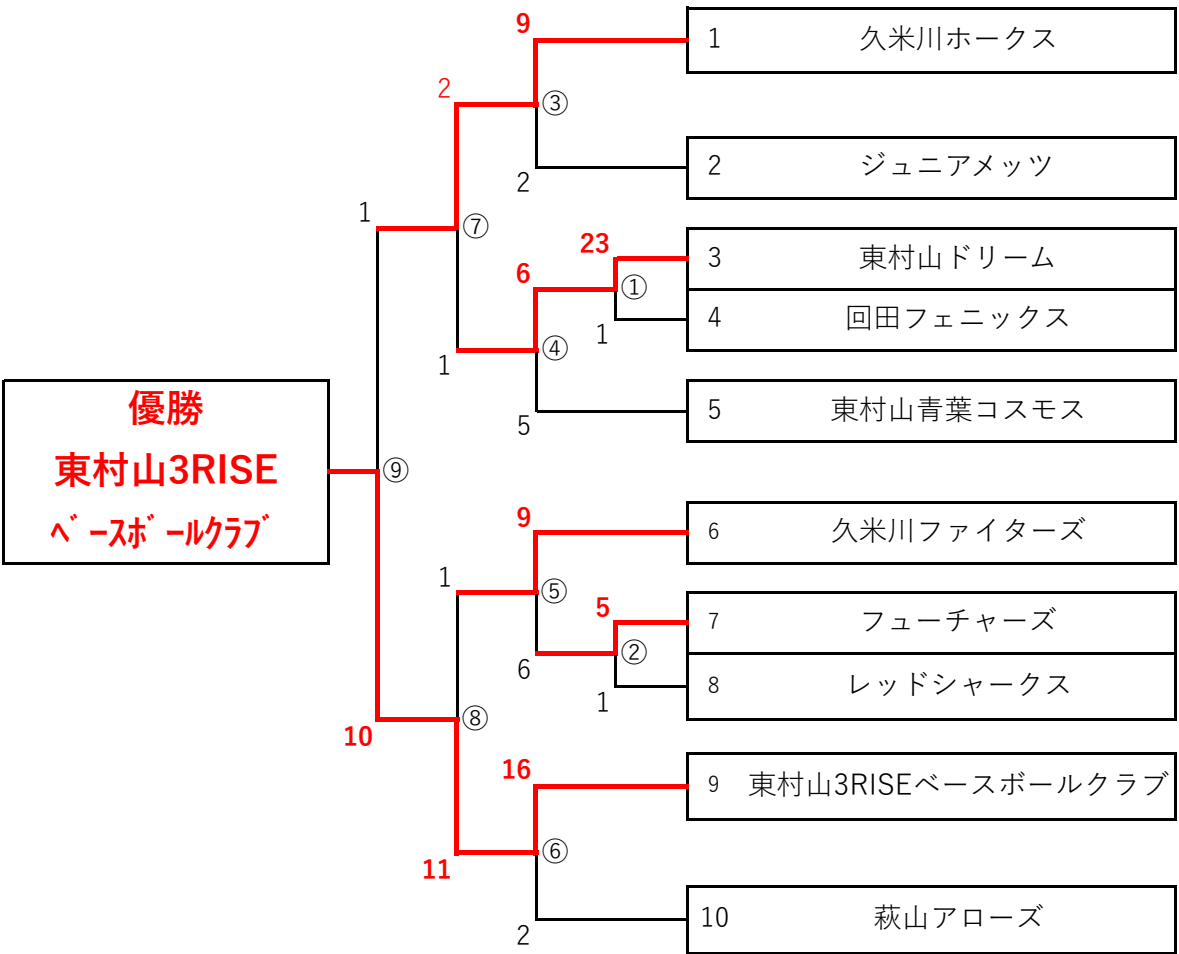 9
1 久米川ホークス
2
③
2 ジュニアメッツ
2
1
⑦
23
3 東村山ドリーム
6
①
4 回田フェニックス
1
④
1
5 東村山青葉コスモス
5
優勝
東村山3RISE
ﾍﾞｰｽﾎﾞｰﾙｸﾗﾌﾞ
⑨
9
6 久米川ファイターズ
1
⑤
5
7 フューチャーズ
②
6
8 レッドシャークス
1
⑧
10
16
9 東村山3RISEベースボールクラブ
⑥
11
10 萩山アローズ
2